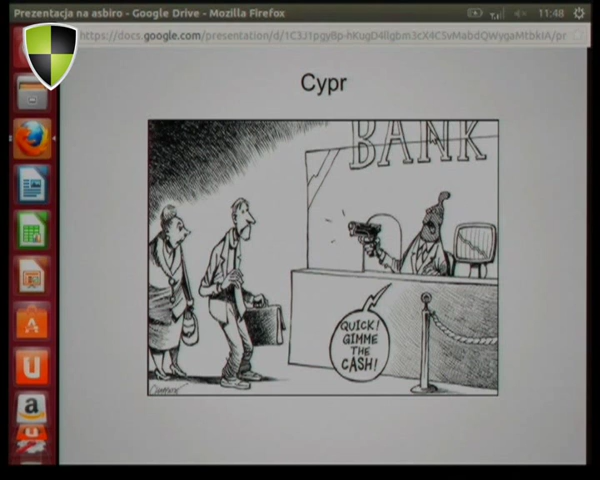 Prezentacja na asbiro - Google Drive - Mozilla Firefox
11:48
Cypr
BANK
QUICK!
GIMME
THE
CASH!